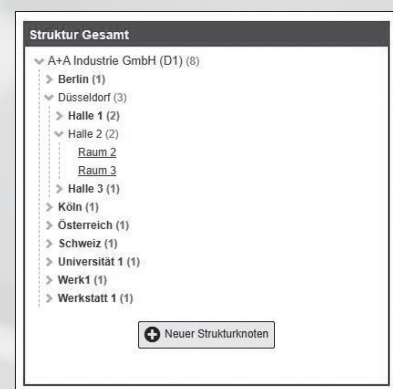 Struktur Gesamt
A+A Industrie GmbH (D1) (8)
Berlin (1)
Düsseldorf (3)
Halle 1 (2)
Halle 2 (2)
Raum 2
Raum 3
Halle 3 (1)
Köln (1)
Österreich (1)
Schweiz (1)
Universität 1 (1)
Werk1 (1)
Werkstatt 1 (1)
Neuer Strukturknoten